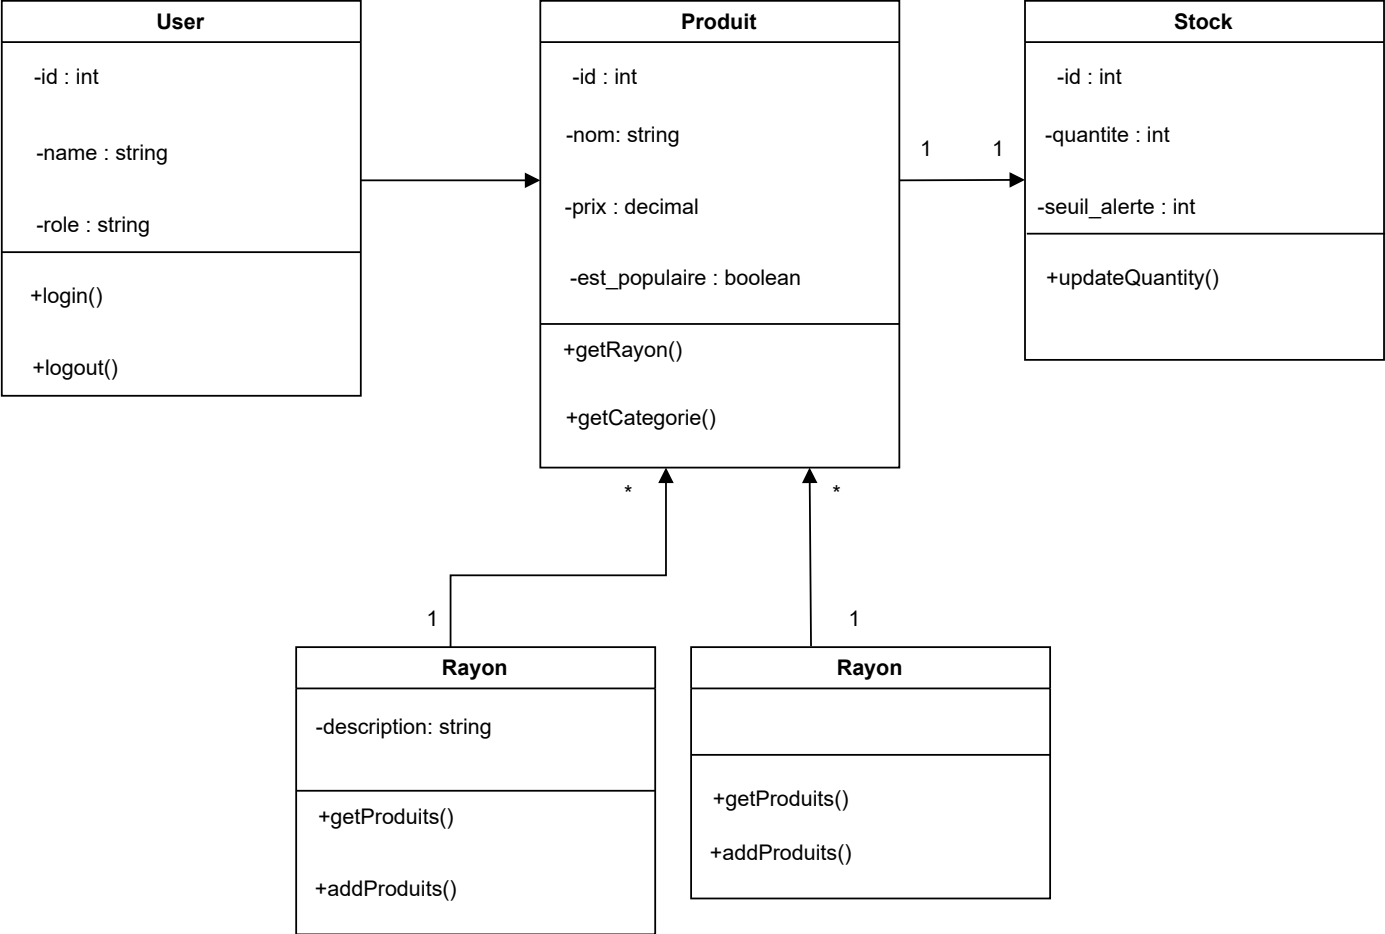 User
-id : int
-name : string
-role : string
+login()
+logout()
Produit
-id : int
-nom: string
-prix : decimal
-est_populaire : boolean
+getRayon()
+getCategorie()
1
1
Stock
-id : int
-quantite : int
-seuil_alerte : int
+updateQuantity()
*
*
1
1
Rayon
-description: string
+getProduits()
+addProduits()
Rayon
+getProduits()
+addProduits()